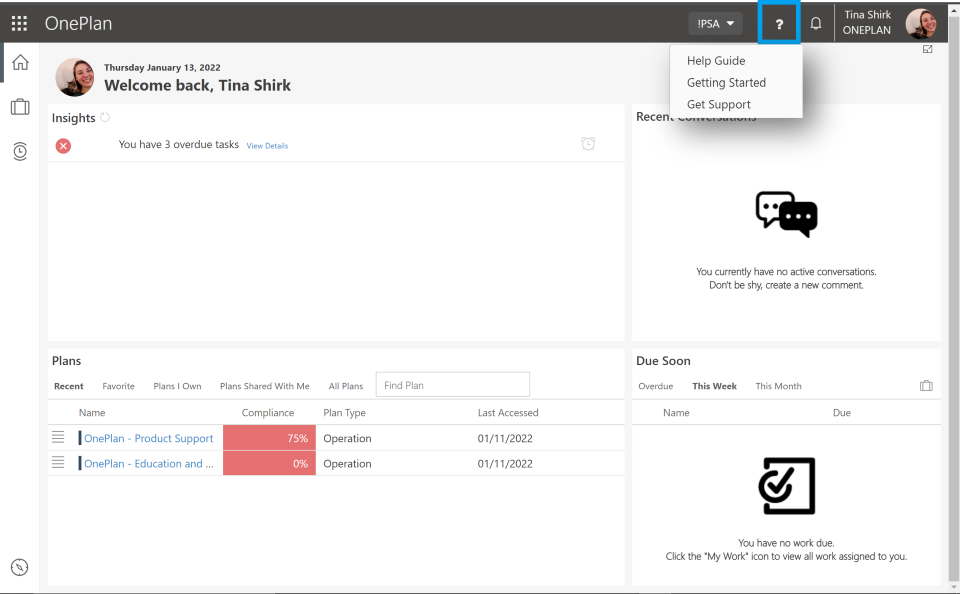 OnePlan
!PSA
?
Tina Shirk
ONEPLAN
Help Guide
Getting Started
Get Support
Thursday January 13, 2022
Welcome back, Tina Shirk
Insights
You have 3 overdue tasks View Details
Recent Conversations
You currently have no active conversations.
Don't be shy, create a new comment.
Plans
Recent Favorite Plans I Own Plans Shared With Me All Plans Find Plan
Name Compliance Plan Type Last Accessed
OnePlan - Product Support 75% Operation 01/11/2022
OnePlan - Education and ... 0% Operation 01/11/2022
Due Soon
Overdue This Week This Month
Name Due
You have no work due.
Click the "My Work" icon to view all work assigned to you.